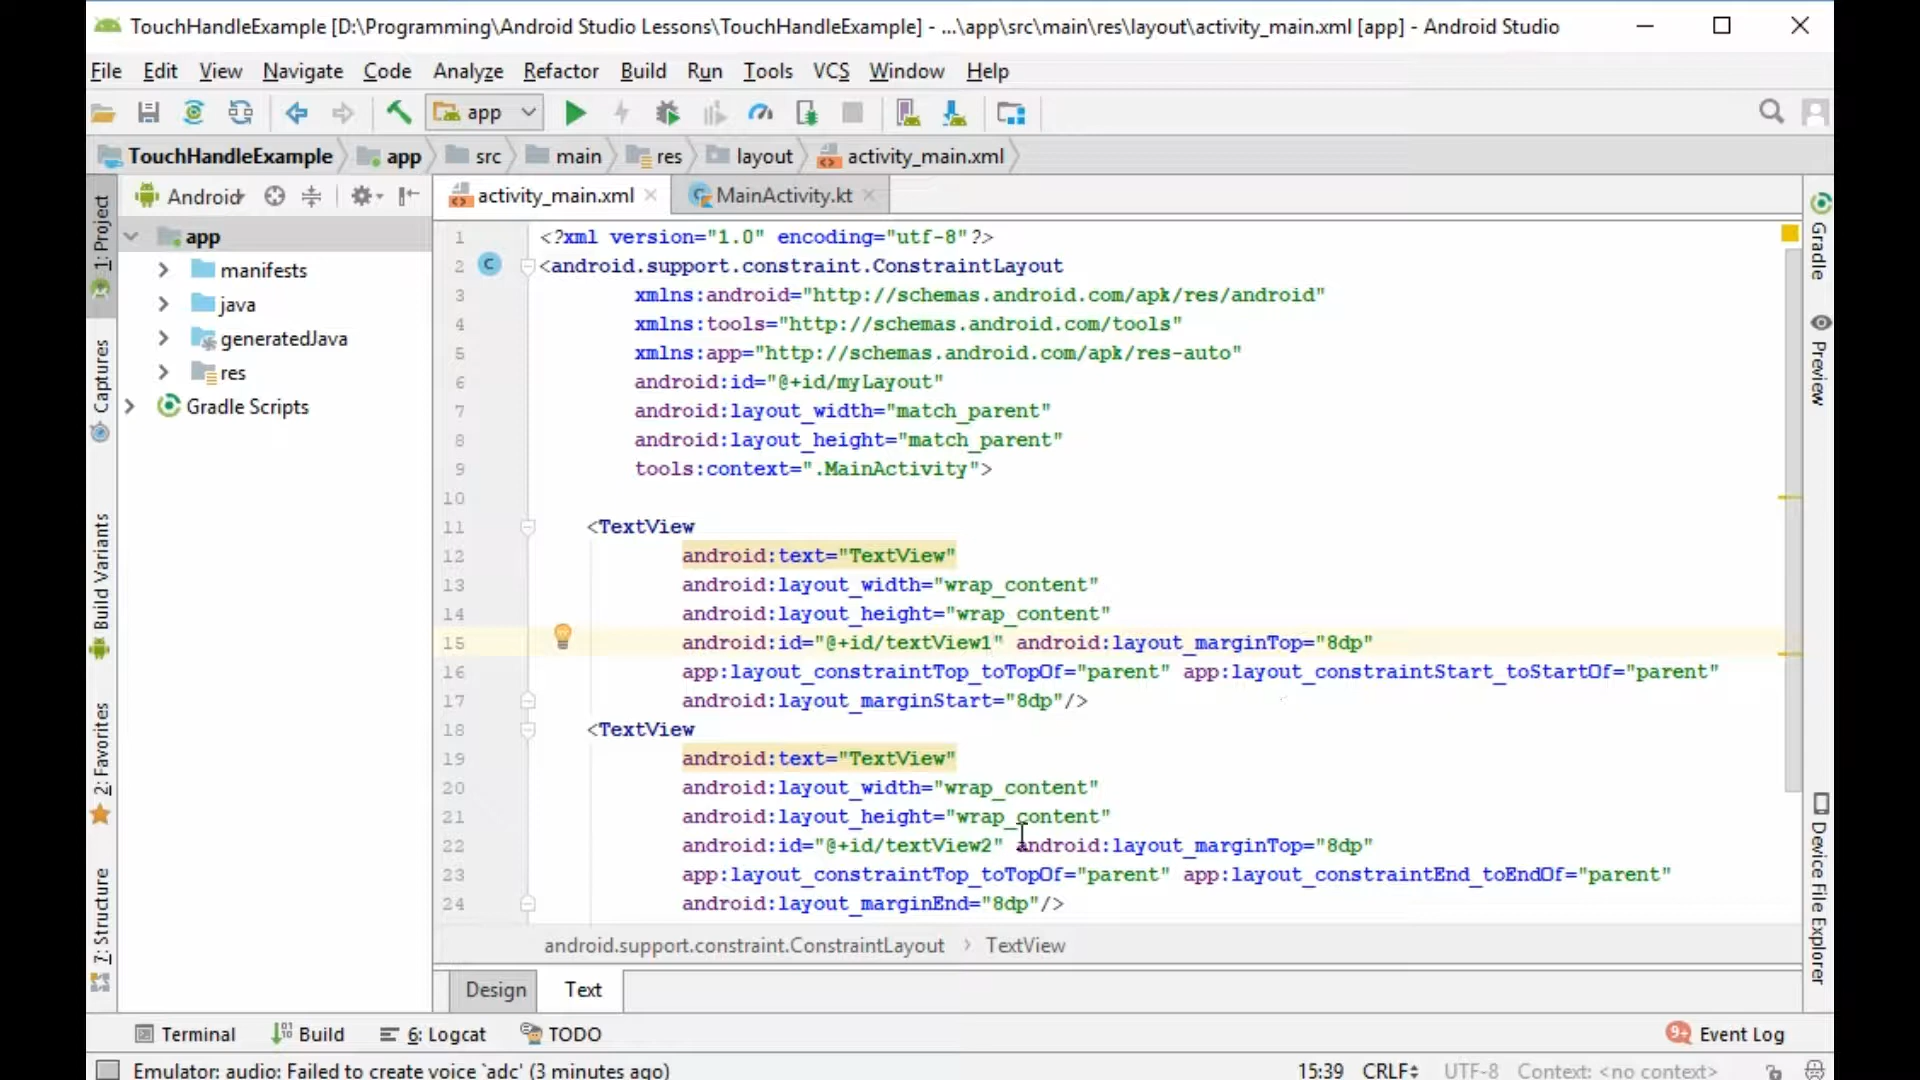 TouchHandleExample [D:\Programming\Android Studio Lessons\TouchHandleExample] - ...\app\src\main\res\layout\activity_main.xml [app] - Android Studio
File Edit View Navigate Code Analyze Refactor Build Run Tools VCS Window Help
app
TouchHandleExample app src main res layout activity_main.xml
Android
activity_main.xml
MainActivity.kt
1: Project
Captures
Build Variants
2: Favorites
7: Structure
app
manifests
java
generatedJava
res
Gradle Scripts
1 <?xml version="1.0" encoding="utf-8"?>
2 <android.support.constraint.ConstraintLayout
3 xmlns:android="http://schemas.android.com/apk/res/android"
4 xmlns:tools="http://schemas.android.com/tools"
5 xmlns:app="http://schemas.android.com/apk/res-auto"
6 android:id="@+id/myLayout"
7 android:layout_width="match_parent"
8 android:layout_height="match_parent"
9 tools:context=".MainActivity">
10
11 <TextView
12 android:text="TextView"
13 android:layout_width="wrap_content"
14 android:layout_height="wrap_content"
15 android:id="@+id/textView1" android:layout_marginTop="8dp"
16 app:layout_constraintTop_toTopOf="parent" app:layout_constraintStart_toStartOf="parent"
17 android:layout_marginStart="8dp"/>
18 <TextView
19 android:text="TextView"
20 android:layout_width="wrap_content"
21 android:layout_height="wrap_content"
22 android:id="@+id/textView2" android:layout_marginTop="8dp"
23 app:layout_constraintTop_toTopOf="parent" app:layout_constraintEnd_toEndOf="parent"
24 android:layout_marginEnd="8dp"/>
android.support.constraint.ConstraintLayout › TextView
Design Text
Gradle
Preview
Device File Explorer
Terminal Build 6: Logcat TODO 9+ Event Log
Emulator: audio: Failed to create voice `adc' (3 minutes ago) 15:39 CRLF UTF-8 Context: <no context>